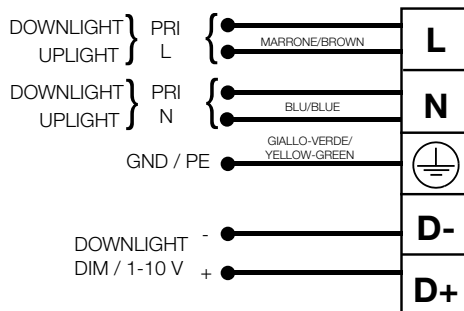 DOWNLIGHT } PRI { L
UPLIGHT } L { MARRONE/BROWN
DOWNLIGHT } PRI { N
UPLIGHT } N { BLU/BLUE
GIALLO-VERDE/
YELLOW-GREEN
GND / PE
DOWNLIGHT - D-
DIM / 1-10 V + D+